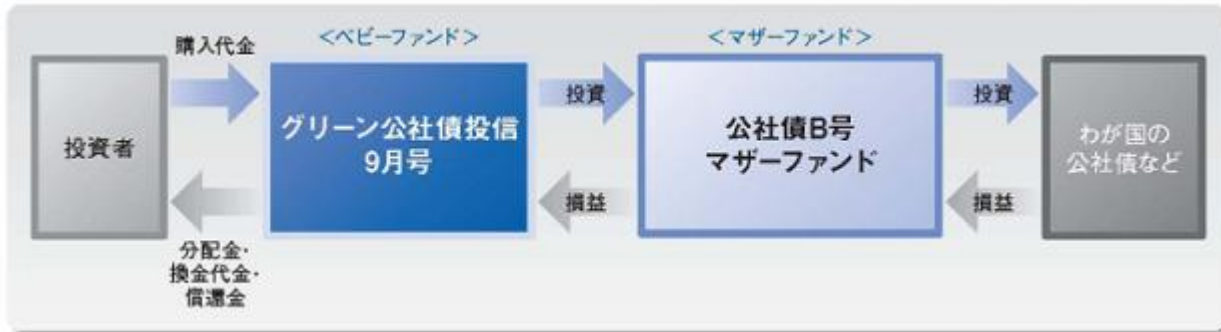 購入代金
<ベビーファンド>
<マザーファンド>
投資者
グリーン公社債投信
9月号
投資
公社債B号
マザーファンド
投資
わが国の
公社債など
損益
損益
分配金・
換金代金・
償還金